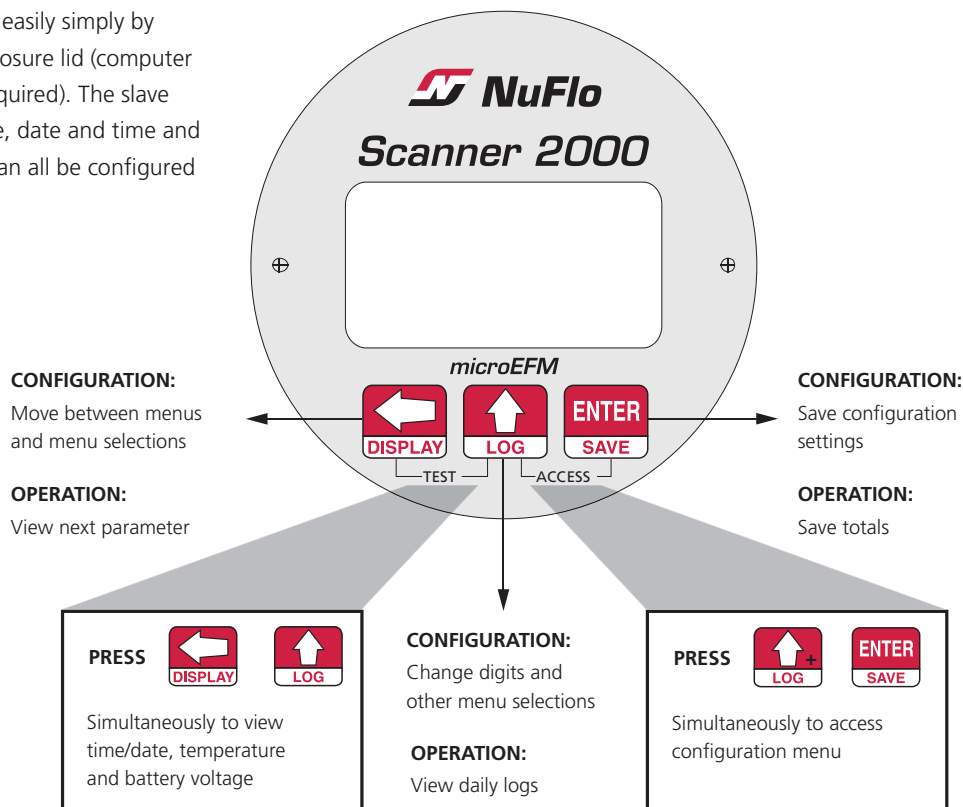 easily simply by
osure lid (computer
quired). The slave
e, date and time and
an all be configured
NuFlo
Scanner 2000
microEFM
DISPLAY
LOG
ENTER
SAVE
TEST
ACCESS
CONFIGURATION:
Move between menus
and menu selections
OPERATION:
View next parameter
CONFIGURATION:
Save configuration
settings
OPERATION:
Save totals
PRESS
DISPLAY
LOG
Simultaneously to view
time/date, temperature
and battery voltage
CONFIGURATION:
Change digits and
other menu selections
OPERATION:
View daily logs
PRESS
+
LOG
ENTER
SAVE
Simultaneously to access
configuration menu